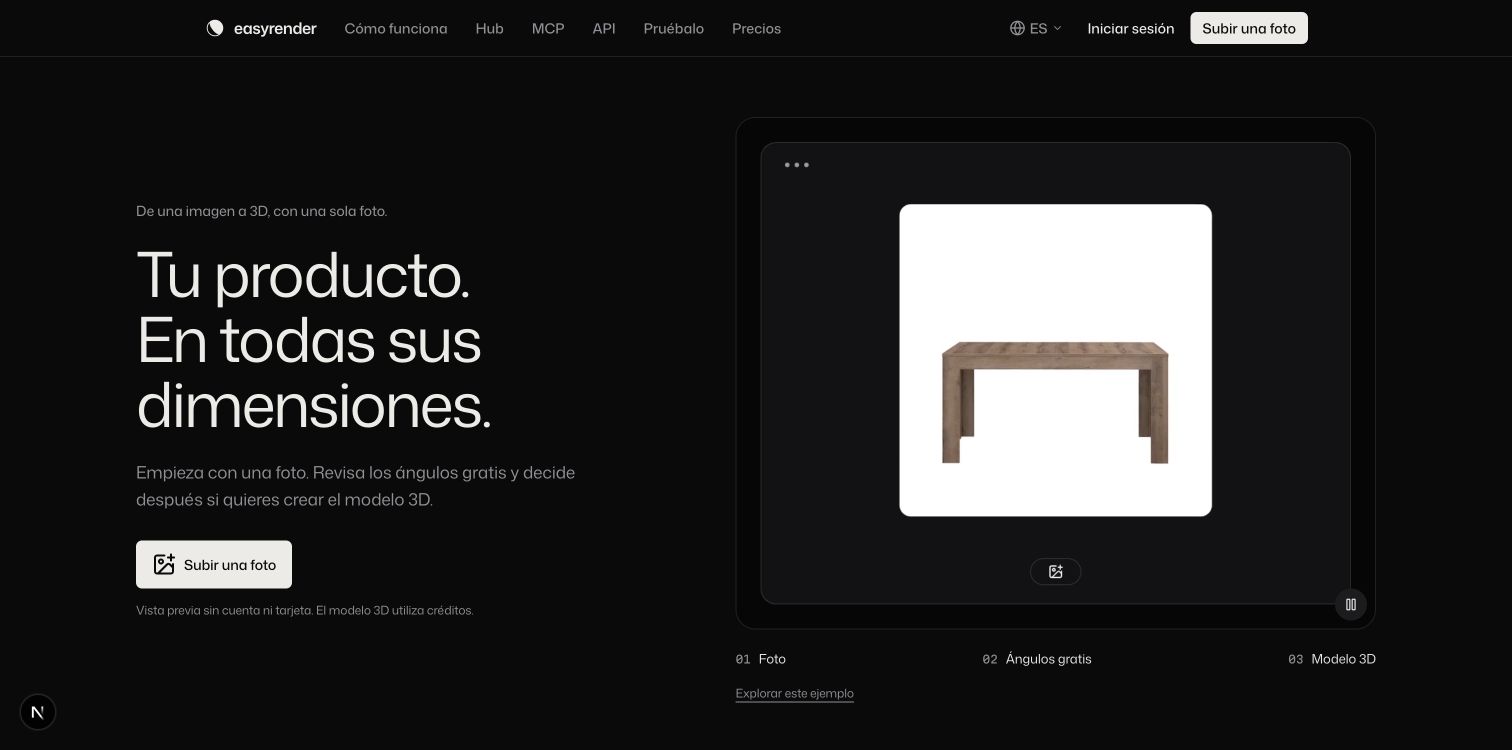 easyrender
Cómo funciona
Hub
MCP
API
Pruébalo
Precios
ES
Iniciar sesión
Subir una foto
De una imagen a 3D, con una sola foto.
Tu producto.
En todas sus
dimensiones.
Empieza con una foto. Revisa los ángulos gratis y decide
después si quieres crear el modelo 3D.
Subir una foto
Vista previa sin cuenta ni tarjeta. El modelo 3D utiliza créditos.
01 Foto
02 Ángulos gratis
03 Modelo 3D
Explorar este ejemplo
N